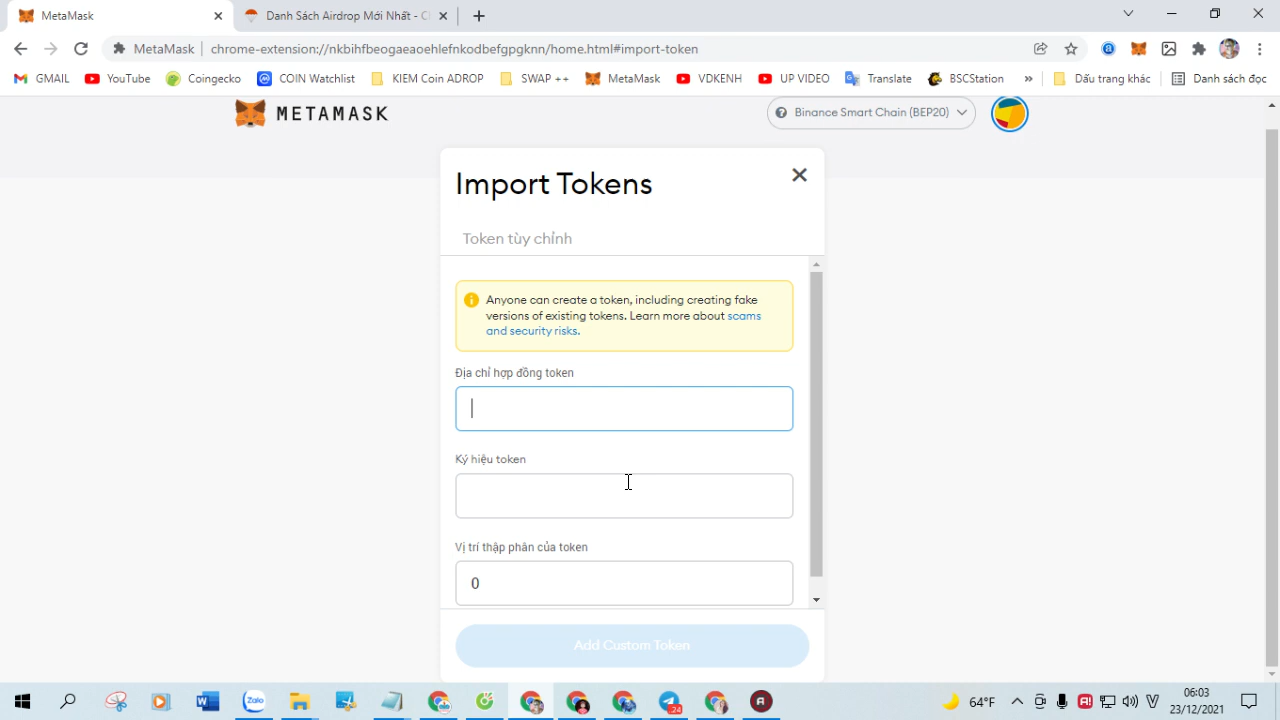 MetaMask
Danh Sách Airdrop Mới Nhất - C
MetaMask
chrome-extension://nkbihfbeogaeaoehlefnkodbefgpgknn/home.html#import-token
GMAIL
YouTube
Coingecko
COIN Watchlist
KIEM Coin ADROP
SWAP ++
MetaMask
VDKENH
UP VIDEO
Translate
BSCStation
»
Dấu trang khác
Danh sách đọc
METAMASK
Binance Smart Chain (BEP20)
Import Tokens
Token tùy chỉnh
Anyone can create a token, including creating fake
versions of existing tokens. Learn more about scams
and security risks.
Địa chỉ hợp đồng token
Ký hiệu token
Vị trí thập phân của token
0
Add Custom Token
Zalo
24
64°F
06:03
23/12/2021